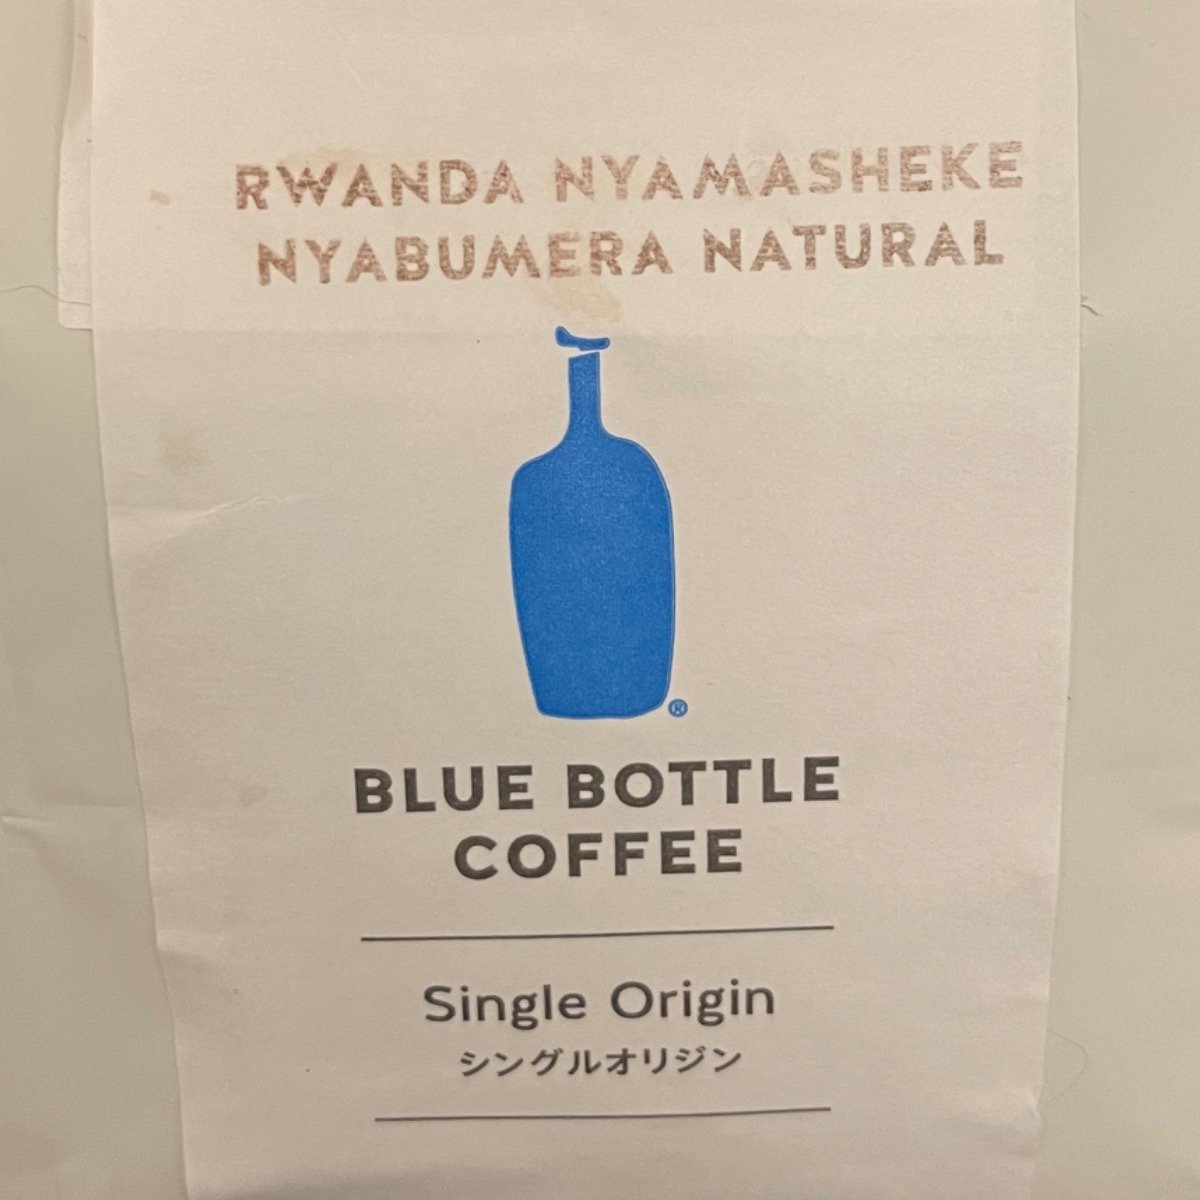 RWANDA NYAMASHEKE
NYABUMERA NATURAL
®
BLUE BOTTLE
COFFEE
Single Origin
シングルオリジン